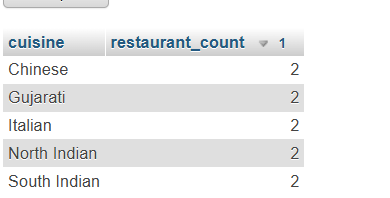 cuisine restaurant_count 1
Chinese 2
Gujarati 2
Italian 2
North Indian 2
South Indian 2